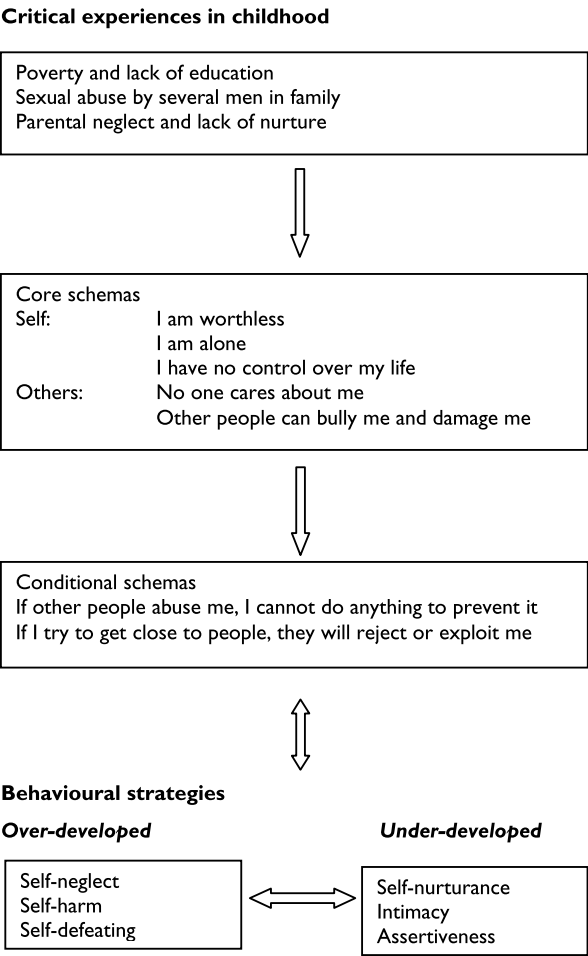 Critical experiences in childhood
Poverty and lack of education
Sexual abuse by several men in family
Parental neglect and lack of nurture
Core schemas
Self: I am worthless
I am alone
I have no control over my life
Others: No one cares about me
Other people can bully me and damage me
Conditional schemas
If other people abuse me, I cannot do anything to prevent it
If I try to get close to people, they will reject or exploit me
Behavioural strategies
Over-developed
Under-developed
Self-neglect
Self-harm
Self-defeating
Self-nurturance
Intimacy
Assertiveness